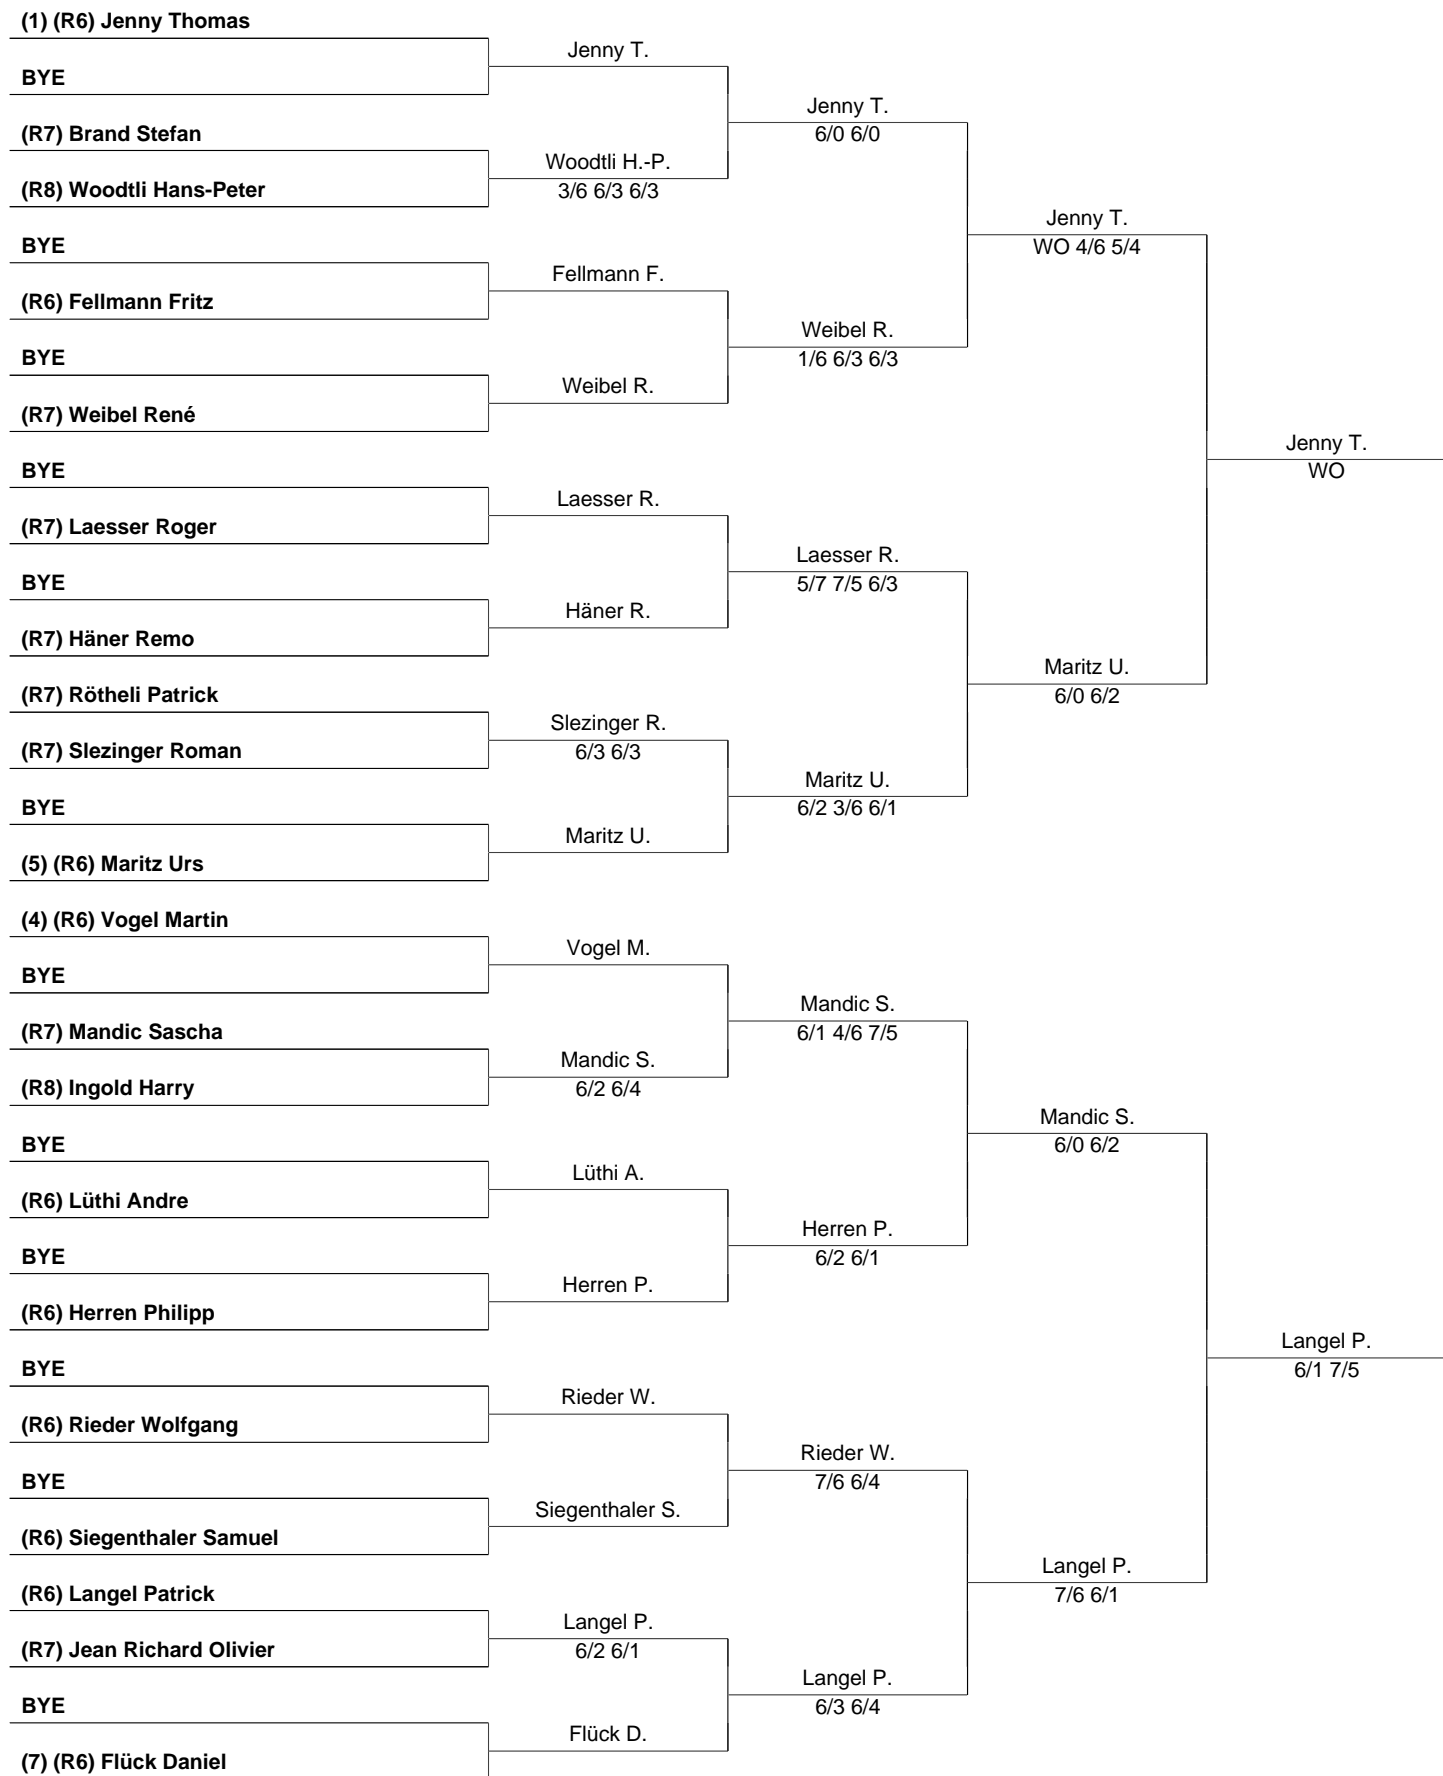 (1) (R6) Jenny Thomas
BYE
(R7) Brand Stefan
(R8) Woodtli Hans-Peter
BYE
(R6) Fellmann Fritz
BYE
(R7) Weibel René
BYE
(R7) Laesser Roger
BYE
(R7) Häner Remo
(R7) Rötheli Patrick
(R7) Slezinger Roman
BYE
(5) (R6) Maritz Urs
(4) (R6) Vogel Martin
BYE
(R7) Mandic Sascha
(R8) Ingold Harry
BYE
(R6) Lüthi Andre
BYE
(R6) Herren Philipp
BYE
(R6) Rieder Wolfgang
BYE
(R6) Siegenthaler Samuel
(R6) Langel Patrick
(R7) Jean Richard Olivier
BYE
(7) (R6) Flück Daniel
Jenny T.
Woodtli H.-P.
3/6 6/3 6/3
Fellmann F.
Weibel R.
Laesser R.
Häner R.
Slezinger R.
6/3 6/3
Maritz U.
Vogel M.
Mandic S.
6/2 6/4
Lüthi A.
Herren P.
Rieder W.
Siegenthaler S.
Langel P.
6/2 6/1
Flück D.
Jenny T.
6/0 6/0
Weibel R.
1/6 6/3 6/3
Laesser R.
5/7 7/5 6/3
Maritz U.
6/2 3/6 6/1
Mandic S.
6/1 4/6 7/5
Herren P.
6/2 6/1
Rieder W.
7/6 6/4
Langel P.
6/3 6/4
Jenny T.
WO 4/6 5/4
Maritz U.
6/0 6/2
Mandic S.
6/0 6/2
Langel P.
7/6 6/1
Jenny T.
WO
Langel P.
6/1 7/5